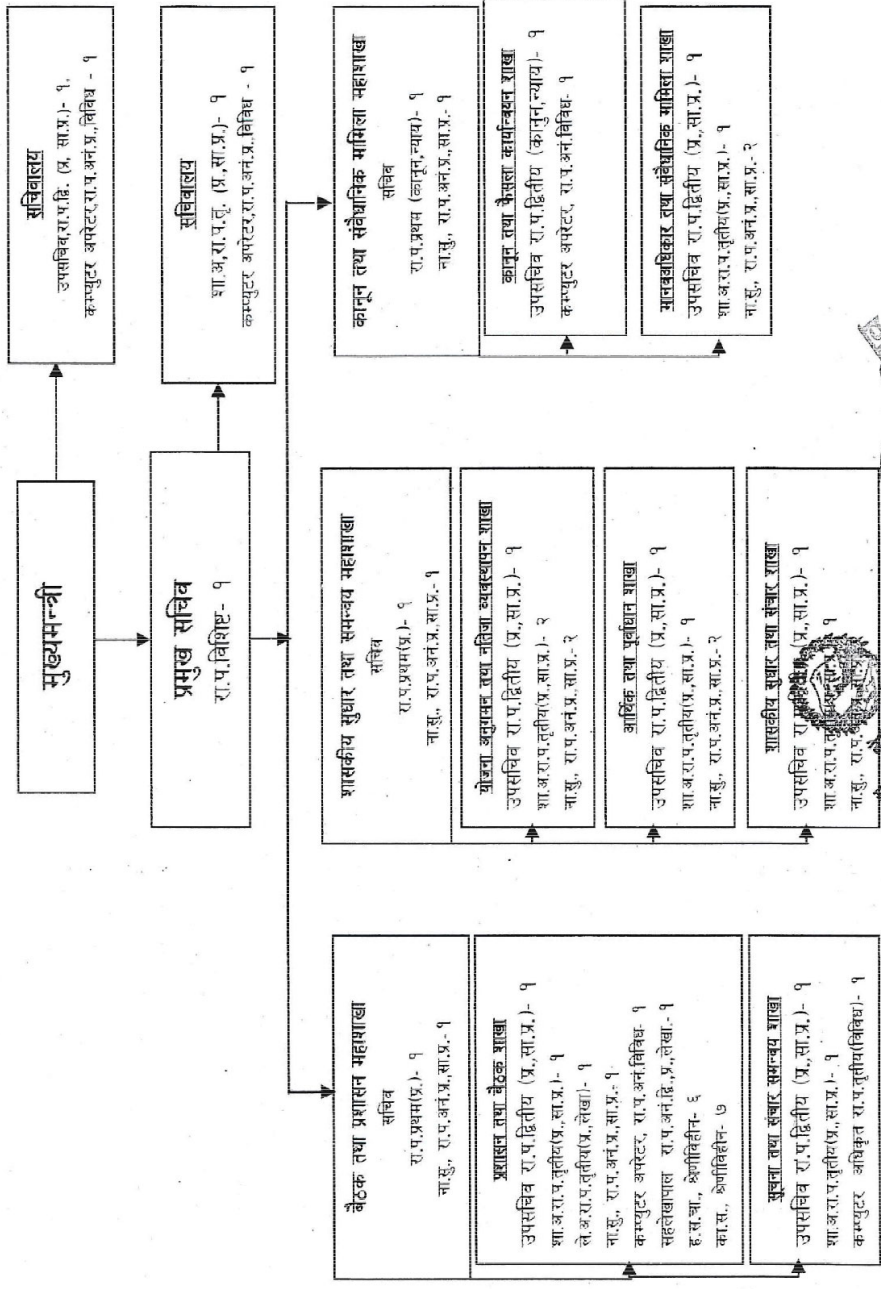 मुख्यमन्त्री
सचिवालय
उपसचिव,रा.प.द्वि. (प्र, सा.प्र.)- १.
कम्प्युटर अपरेटर,रा.प.अनं.प्र.,विविध - १
प्रमुख सचिव
रा.प.विशिष्ट- १
सचिवालय
शा.अ,रा.प.तृ. (प्र.,सा.प्र.)- १
कम्प्युटर अपरेटर,रा.प.अनं.प्र.,विविध - १
बैठक तथा प्रशासन महाशाखा
सचिव
रा.प.प्रथम(प्र.)- १
ना.सु., रा.प.अनं.प्र.,सा.प्र.- १
प्रशासन तथा बैठक शाखा
उपसचिव रा.प.द्वितीय (प्र.,सा.प्र.)- १
शा.अ.रा.प.तृतीय(प्र.,सा.प्र.)- १
ले.अ.रा.प.तृतीय(प्र.,लेखा)- १
ना.सु., रा.प.अनं.प्र.,सा.प्र.- १
कम्प्युटर अपरेटर, रा.प.अनं.विविध- १
सहलेखापाल रा.प.अनं.द्वि.,प्र.,लेखा.- १
ह.स.चा., श्रेणीविहीन- ६
का.स., श्रेणीविहीन- ७
सूचना तथा संचार समन्वय शाखा
उपसचिव रा.प.द्वितीय (प्र.,सा.प्र.)- १
शा.अ.रा.प.तृतीय(प्र.,सा.प्र.)- १
कम्प्युटर अधिकृत रा.प.तृतीय(विविध)- १
शासकीय सुधार तथा समन्वय महाशाखा
सचिव
रा.प.प्रथम(प्र.)- १
ना.सु., रा.प.अनं.प्र.,सा.प्र.- १
योजना अनुगमन तथा नतिजा व्यवस्थापन शाखा
उपसचिव रा.प.द्वितीय (प्र.,सा.प्र.)- १
शा.अ.रा.प.तृतीय(प्र.,सा.प्र.)- २
ना.सु., रा.प.अनं.प्र.,सा.प्र.- २
आर्थिक तथा पूर्वाधान शाखा
उपसचिव रा.प.द्वितीय (प्र.,सा.प्र.)- १
शा.अ.रा.प.तृतीय(प्र.,सा.प्र.)- १
ना.सु., रा.प.अनं.प्र.,सा.प्र.- २
शासकीय सुधार तथा संचार शाखा
उपसचिव (प्र.,सा.प्र.)- १
शा.अ.रा.प. १
ना.सु., रा.प.
कानून तथा संवैधानिक मामिला महाशाखा
सचिव
रा.प.प्रथम (कानून,न्याय)- १
ना.सु., रा.प.अनं.प्र.,सा.प्र.- १
कानून तथा फैसला कार्यान्वयन शाखा
उपसचिव रा.प.द्वितीय (कानुन,न्याय)- १
कम्प्युटर अपरेटर, रा.प.अनं.विविध- १
मानवअधिकार तथा संवैधानिक मामिला शाखा
उपसचिव रा.प.द्वितीय (प्र.,सा.प्र.)- १
शा.अ.रा.प.तृतीय(प्र.,सा.प्र.)- १
ना.सु., रा.प.अनं.प्र.,सा.प्र.- २